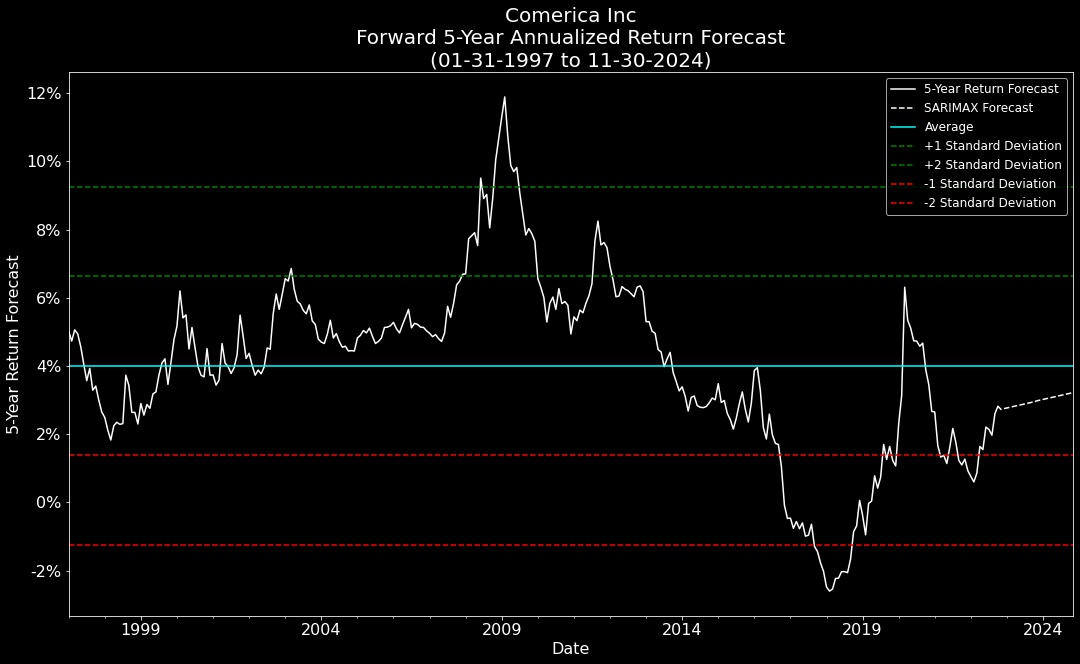 Comerica Inc
Forward 5-Year Annualized Return Forecast
(01-31-1997 to 11-30-2024)
5-Year Return Forecast
SARIMAX Forecast
Average
+1 Standard Deviation
+2 Standard Deviation
-1 Standard Deviation
-2 Standard Deviation
5-Year Return Forecast
12%
10%
8%
6%
4%
2%
0%
-2%
1999 2004 2009 2014 2019 2024
Date